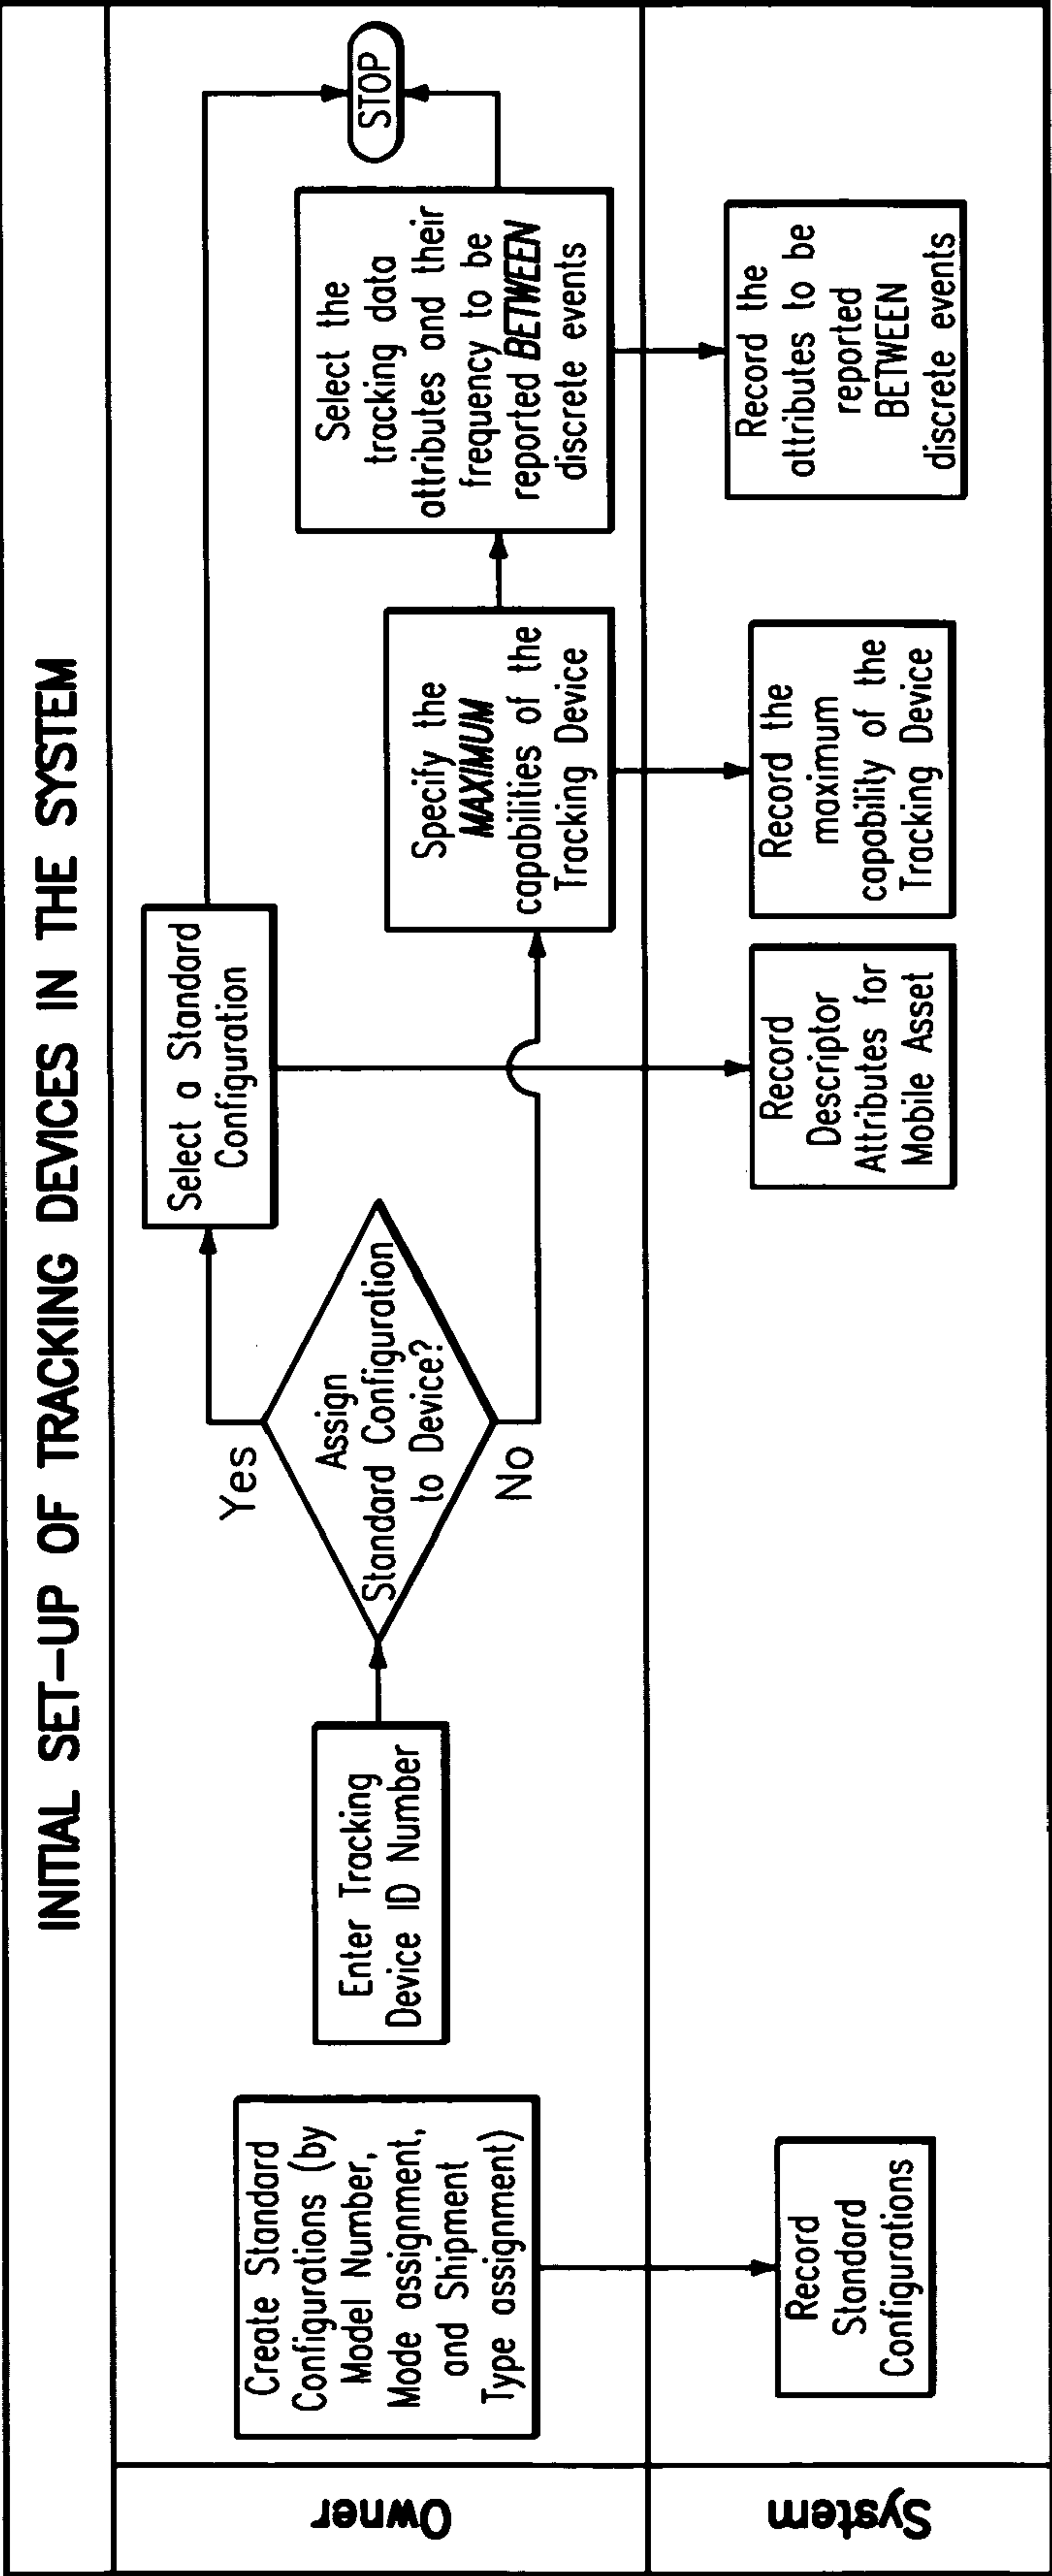 INITIAL SET-UP OF TRACKING DEVICES IN THE SYSTEM
Owner
Create Standard
Configurations (by
Model Number,
Mode assignment,
and Shipment
Type assignment)
Enter Tracking
Device ID Number
Assign
Standard Configuration
to Device?
Yes
No
Select a Standard
Configuration
Specify the
MAXIMUM
capabilities of the
Tracking Device
Select the
tracking data
attributes and their
frequency to be
reported BETWEEN
discrete events
STOP
System
Record
Standard
Configurations
Record
Descriptor
Attributes for
Mobile Asset
Record the
maximum
capability of the
Tracking Device
Record the
attributes to be
reported
BETWEEN
discrete events